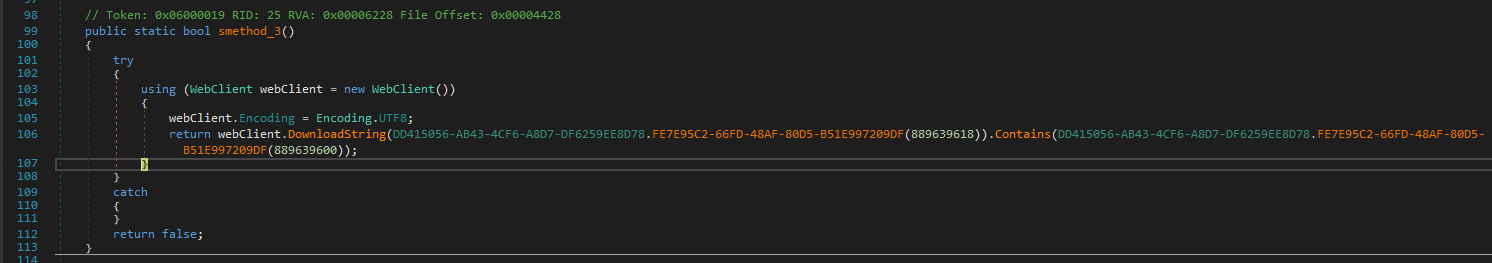 98 // Token: 0x06000019 RID: 25 RVA: 0x00006228 File Offset: 0x00004428
99 public static bool smethod_3()
100 {
101 try
102 {
103 using (WebClient webClient = new WebClient())
104 {
105 webClient.Encoding = Encoding.UTF8;
106 return webClient.DownloadString(DD415056-AB43-4CF6-A8D7-DF6259EE8D78.FE7E95C2-66FD-48AF-80D5-B51E997209DF(889639618)).Contains(DD415056-AB43-4CF6-A8D7-DF6259EE8D78.FE7E95C2-66FD-48AF-80D5-
B51E997209DF(889639600));
107 }
108 }
109 catch
110 {
111 }
112 return false;
113 }
114